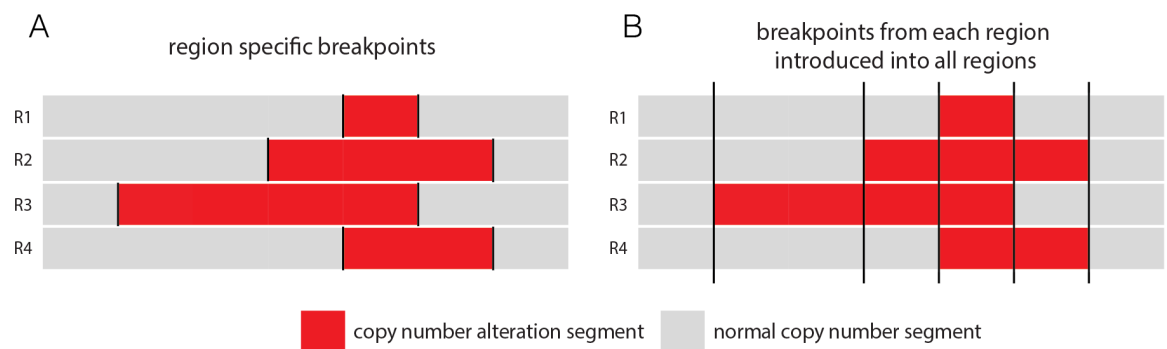 A
region specific breakpoints
R1
R2
R3
R4
B
breakpoints from each region
introduced into all regions
R1
R2
R3
R4
copy number alteration segment
normal copy number segment